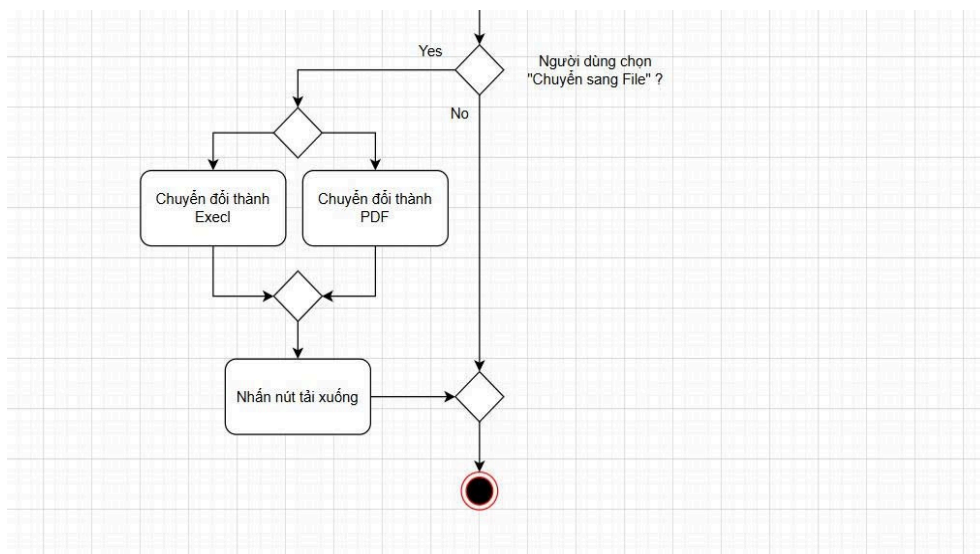 Yes
Người dùng chọn
"Chuyển sang File" ?
No
Chuyển đổi thành
Execl
Chuyển đổi thành
PDF
Nhấn nút tải xuống